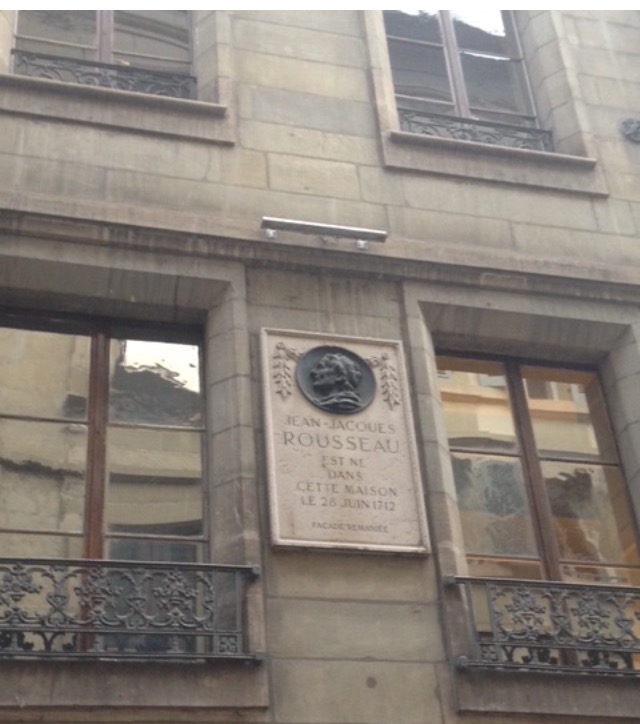 JEAN-JACQUES
ROUSSEAU
EST NÉ
DANS
CETTE MAISON
LE 28 JUIN 1712
FAÇADE REMANIÉE